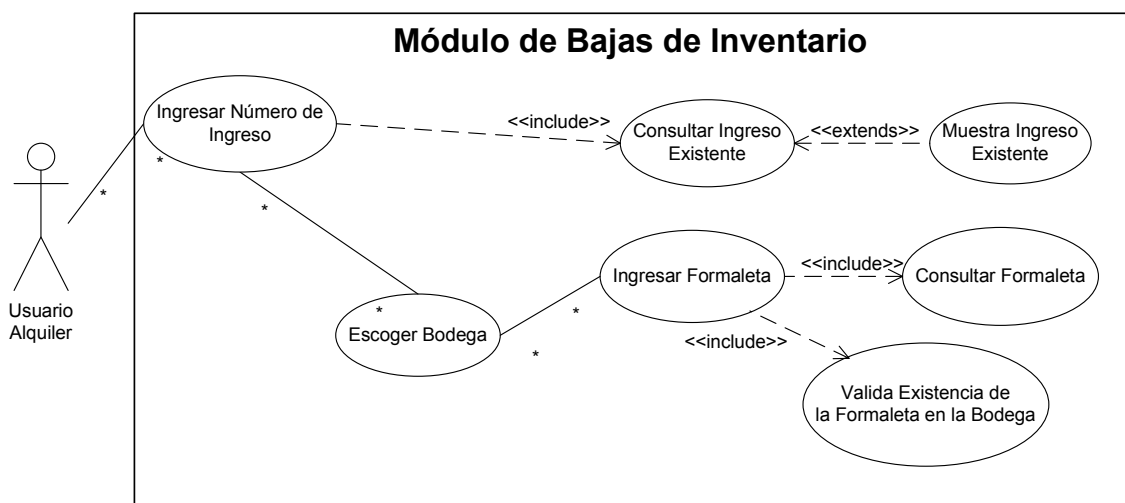 Módulo de Bajas de Inventario
Ingresar Número de
Ingreso
<<include>>
Consultar Ingreso
Existente
<<extends>>
Muestra Ingreso
Existente
*
*
*
Usuario
Alquiler
Ingresar Formaleta
<<include>>
Consultar Formaleta
*
*
Escoger Bodega
*
<<include>>
Valida Existencia de
la Formaleta en la Bodega